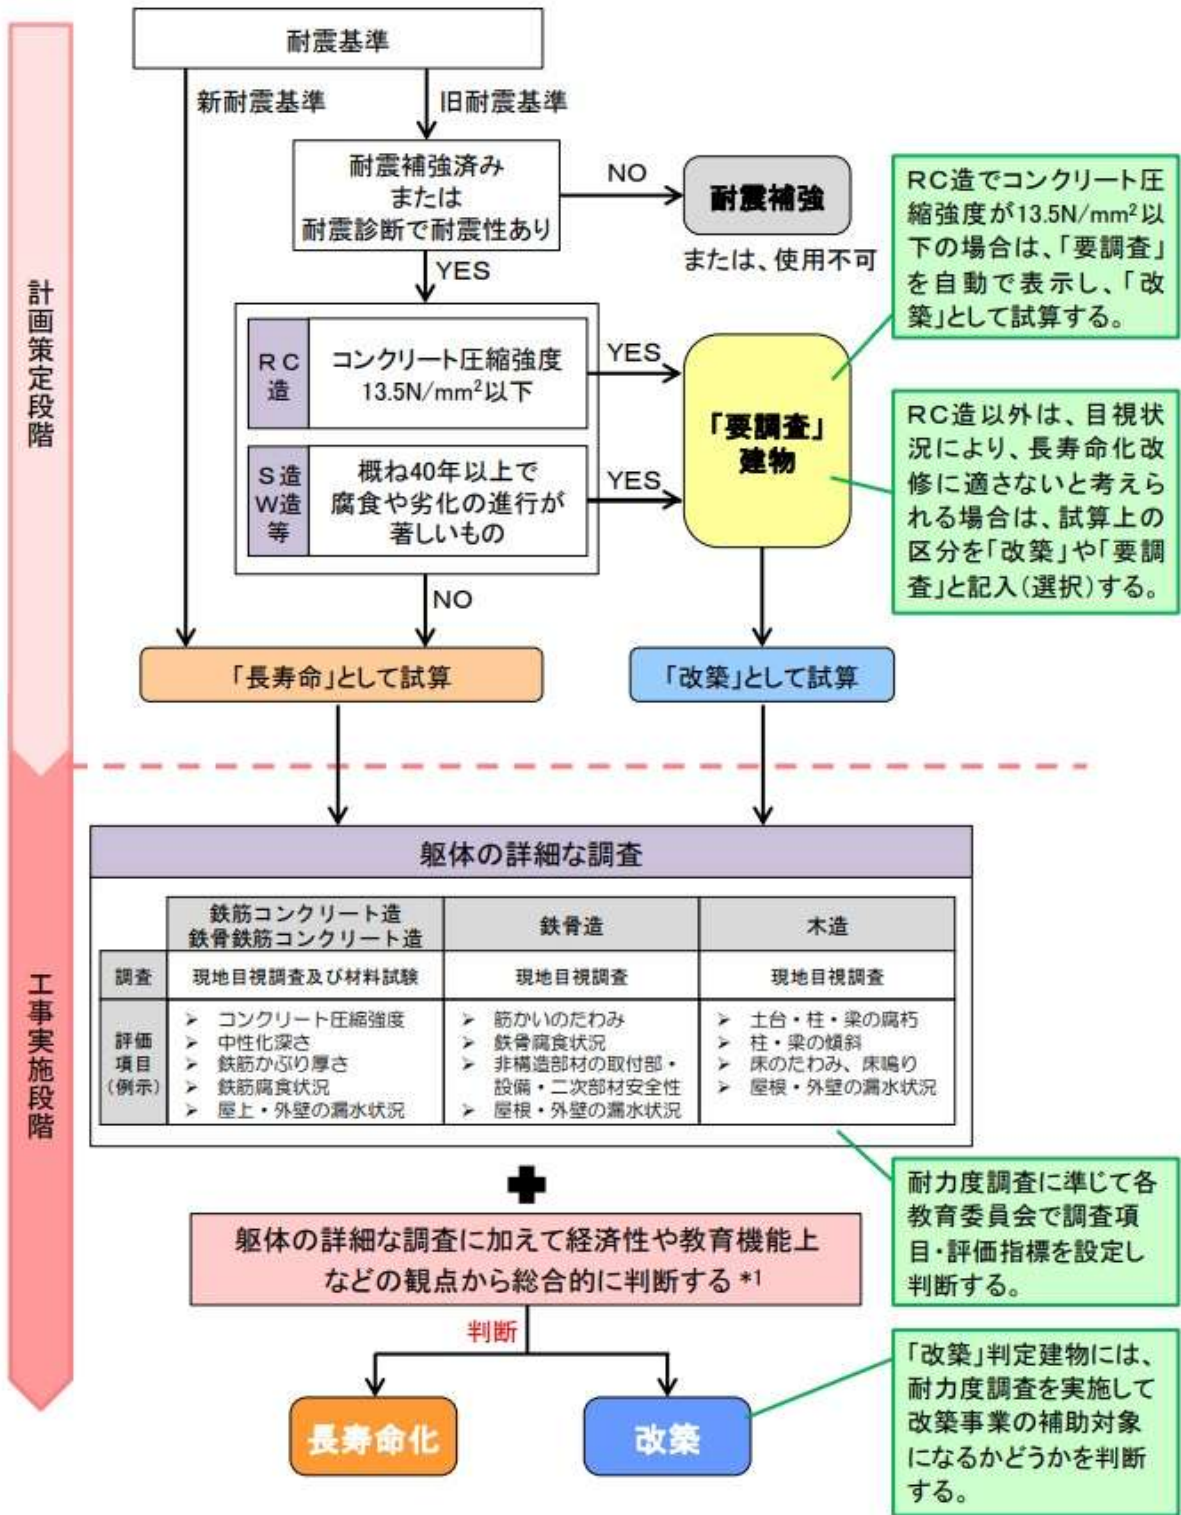 計画策定段階
耐震基準
新耐震基準
旧耐震基準
耐震補強済み
または
耐震診断で耐震性あり
NO
耐震補強
または、使用不可
YES
RC造でコンクリート圧
縮強度が13.5N/mm²以
下の場合は、「要調査」
を自動で表示し、「改
築」として試算する。
RC
造
コンクリート圧縮強度
13.5N/mm²以下
YES
「要調査」
建物
S造
W造
等
概ね40年以上で
腐食や劣化の進行が
著しいもの
YES
RC造以外は、目視状
況により、長寿命化改
修に適さないと考えら
れる場合は、試算上の
区分を「改築」や「要調
査」と記入(選択)する。
NO
「長寿命」として試算
「改築」として試算
工事実施段階
躯体の詳細な調査
鉄筋コンクリート造
鉄骨鉄筋コンクリート造
鉄骨造
木造
調査
現地目視調査及び材料試験
現地目視調査
現地目視調査
評価
項目
(例示)
➢ コンクリート圧縮強度
➢ 中性化深さ
➢ 鉄筋かぶり厚さ
➢ 鉄筋腐食状況
➢ 屋上・外壁の漏水状況
➢ 筋かいのたわみ
➢ 鉄骨腐食状況
➢ 非構造部材の取付部・
設備・二次部材安全性
➢ 屋根・外壁の漏水状況
➢ 土台・柱・梁の腐朽
➢ 柱・梁の傾斜
➢ 床のたわみ、床鳴り
➢ 屋根・外壁の漏水状況
耐力度調査に準じて各
教育委員会で調査項
目・評価指標を設定し
判断する。
躯体の詳細な調査に加えて経済性や教育機能上
などの観点から総合的に判断する *1
判断
長寿命化
改築
「改築」判定建物には、
耐力度調査を実施して
改築事業の補助対象
になるかどうかを判断
する。